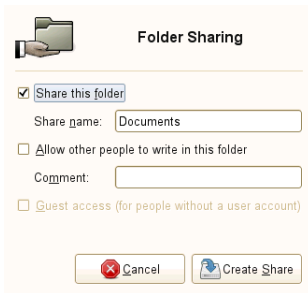 Folder Sharing
Share this folder
Share name: Documents
Allow other people to write in this folder
Comment:
Guest access (for people without a user account)
Cancel Create Share